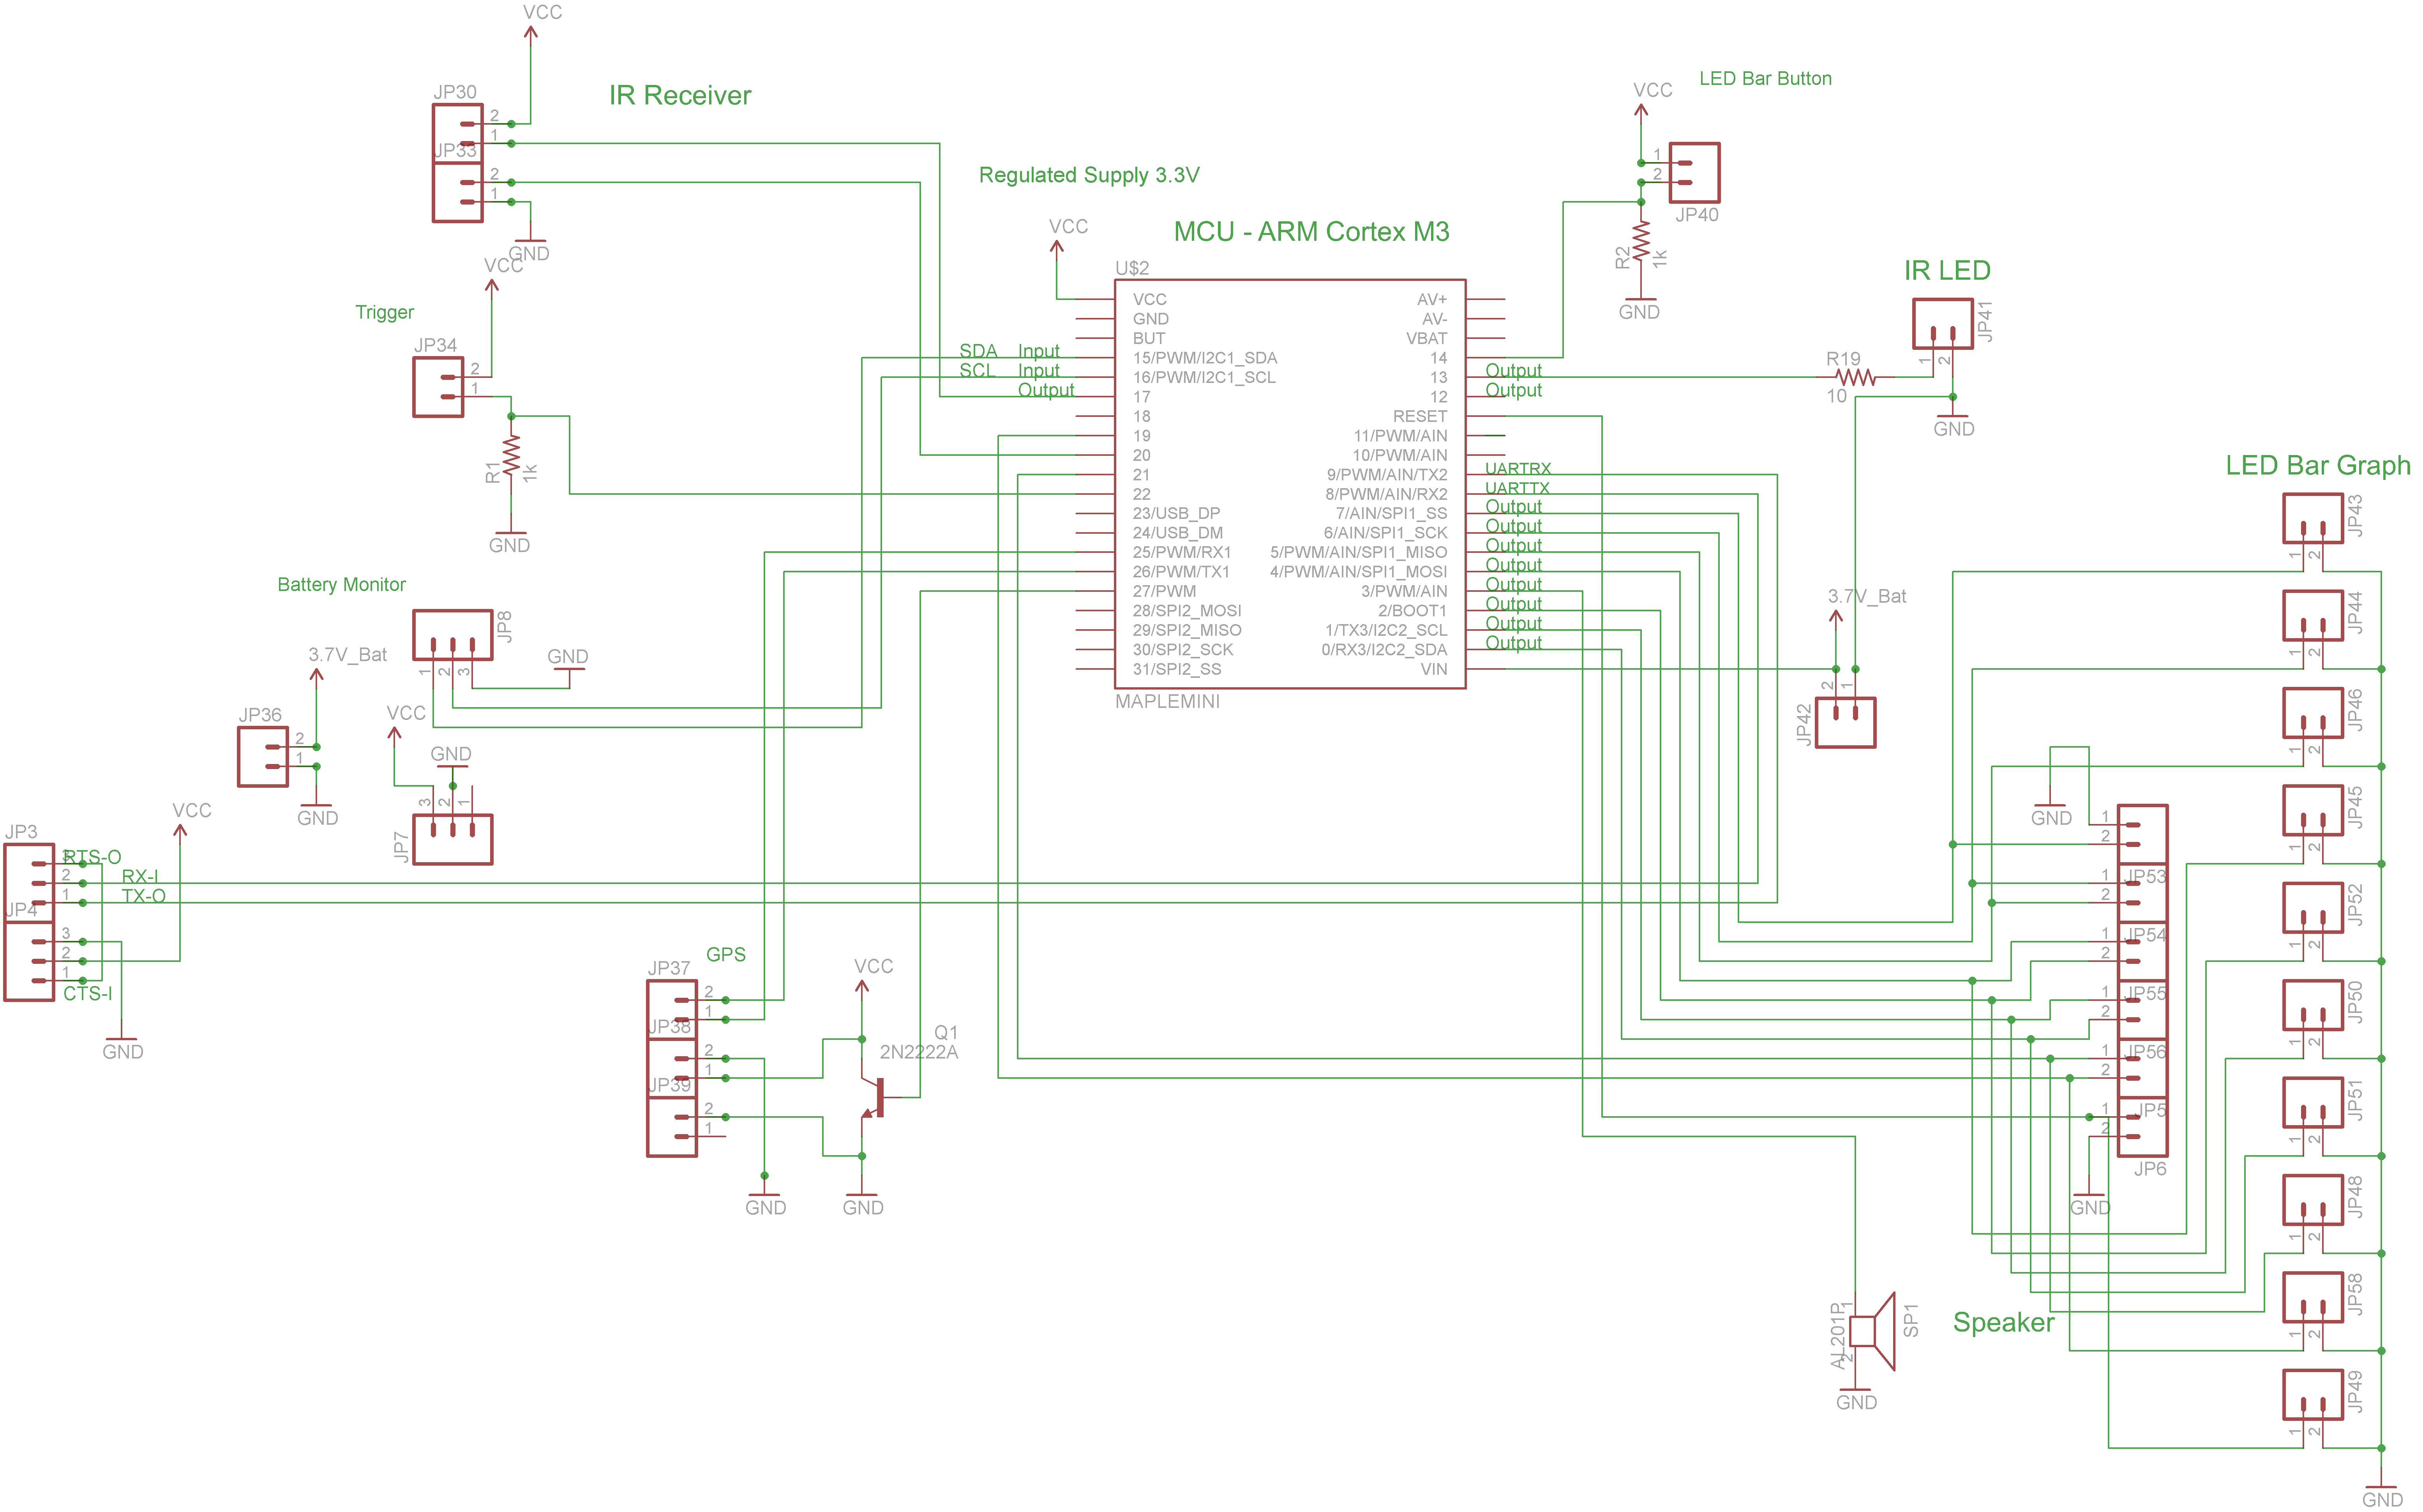 VCC
IR Receiver
JP30
2
1
JP33
2
1
GND
VCC
Trigger
JP34
2
1
R1
1k
GND
Battery Monitor
JP8
1
2
3
GND
3.7V_Bat
JP36
2
1
GND
VCC
GND
3
2
1
JP7
VCC
JP3
3
RTS-O
2
RX-I
1
TX-O
JP4
3
2
1
CTS-I
GND
GPS
JP37
2
1
JP38
2
1
JP39
2
1
GND
VCC
Q1
2N2222A
GND
Regulated Supply 3.3V
VCC
MCU - ARM Cortex M3
U$2
VCC
GND
BUT
SDA Input 15/PWM/I2C1_SDA
SCL Input 16/PWM/I2C1_SCL
Output 17
18
19
20
21
22
23/USB_DP
24/USB_DM
25/PWM/RX1
26/PWM/TX1
27/PWM
28/SPI2_MOSI
29/SPI2_MISO
30/SPI2_SCK
31/SPI2_SS
AV+
AV-
VBAT
14
13 Output
12 Output
RESET
11/PWM/AIN
10/PWM/AIN
9/PWM/AIN/TX2 UARTRX
8/PWM/AIN/RX2 UARTTX
7/AIN/SPI1_SS Output
6/AIN/SPI1_SCK Output
5/PWM/AIN/SPI1_MISO Output
4/PWM/AIN/SPI1_MOSI Output
3/PWM/AIN Output
2/BOOT1 Output
1/TX3/I2C2_SCL Output
0/RX3/I2C2_SDA Output
VIN
MAPLEMINI
LED Bar Button
VCC
1
2
JP40
R2
1k
GND
IR LED
JP41
1
2
R19
10
GND
3.7V_Bat
2
1
JP42
LED Bar Graph
JP43
1
2
JP44
1
2
JP46
1
2
JP45
1
2
JP52
1
2
JP50
1
2
JP51
1
2
JP48
1
2
JP58
1
2
JP49
1
2
GND
GND
1
2
JP53
1
2
JP54
1
2
JP55
1
2
JP56
1
2
JP5
1
2
JP6
GND
Speaker
AL201P
1
2
SP1
GND